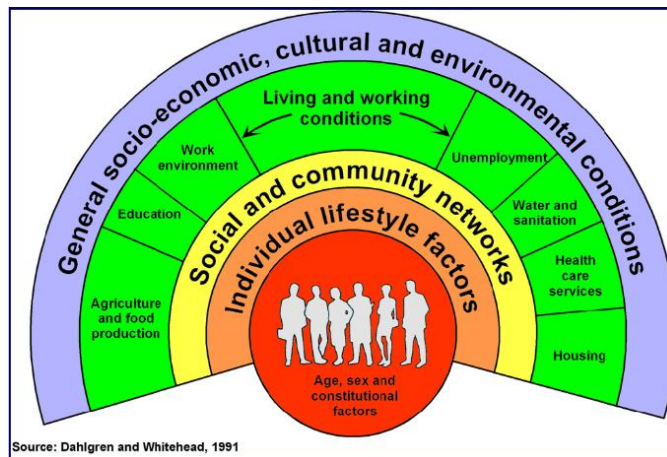 General socio-economic, cultural and environmental conditions
Living and working
conditions
Work
environment
Unemployment
Education
Water and
sanitation
Social and community networks
Individual lifestyle factors
Health
care
services
Agriculture
and food
production
Housing
Age, sex and
constitutional
factors
Source: Dahlgren and Whitehead, 1991